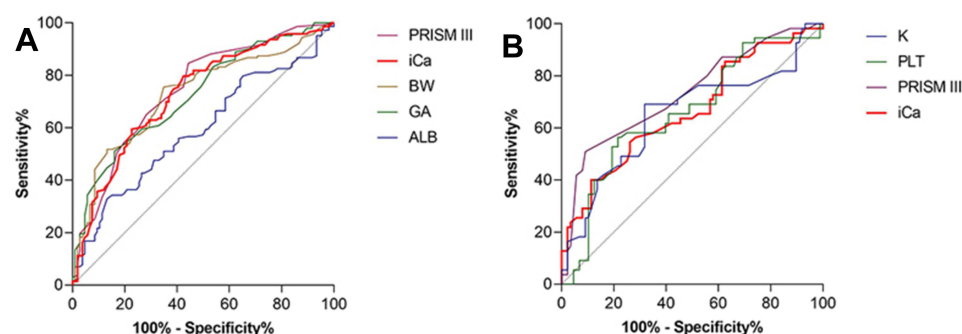 A
Sensitivity%
100
80
60
40
20
0
0 20 40 60 80 100
100% - Specificity%
PRISM III
iCa
BW
GA
ALB
B
Sensitivity%
100
80
60
40
20
0
0 20 40 60 80 100
100% - Specificity%
K
PLT
PRISM III
iCa